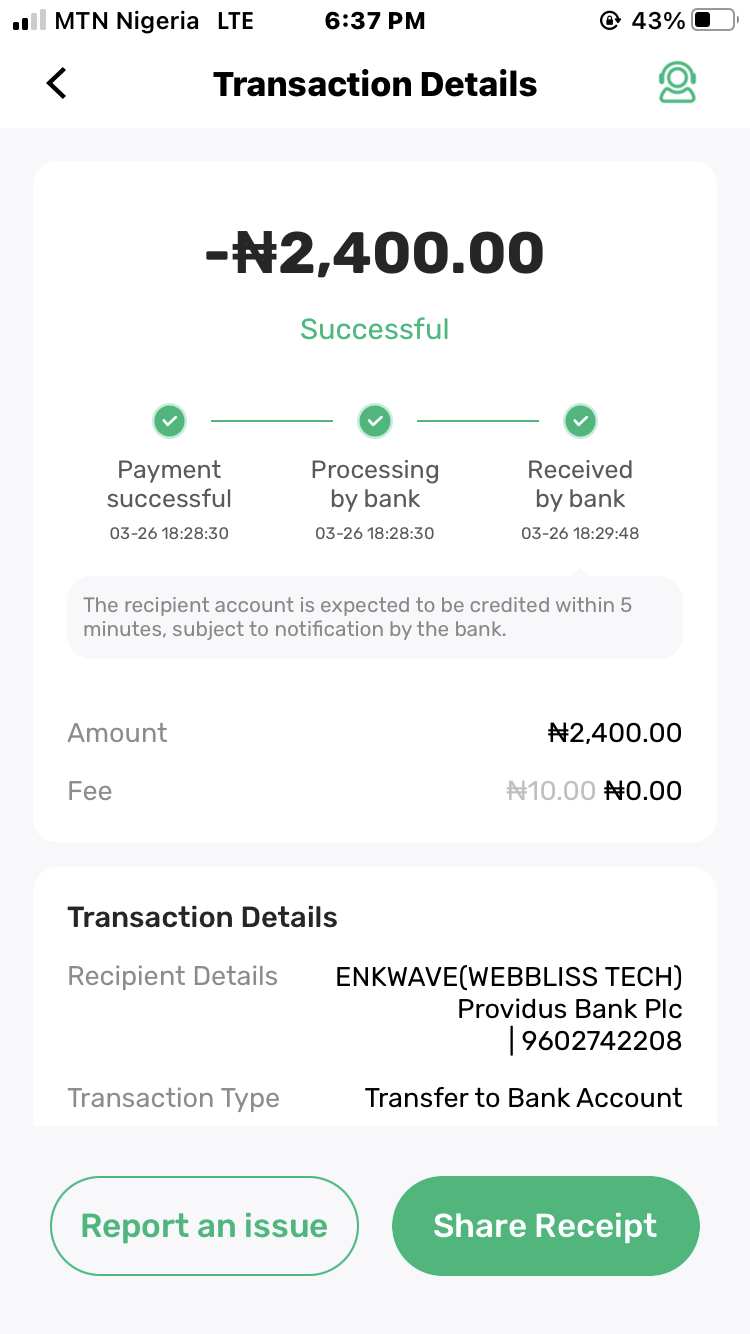 MTN Nigeria LTE 6:37 PM 43%
Transaction Details
-₦2,400.00
Successful
Payment successful
03-26 18:28:30
Processing by bank
03-26 18:28:30
Received by bank
03-26 18:29:48
The recipient account is expected to be credited within 5
minutes, subject to notification by the bank.
Amount ₦2,400.00
Fee ₦10.00 ₦0.00
Transaction Details
Recipient Details ENKWAVE(WEBBLISS TECH)
Providus Bank Plc
| 9602742208
Transaction Type Transfer to Bank Account
Report an issue Share Receipt